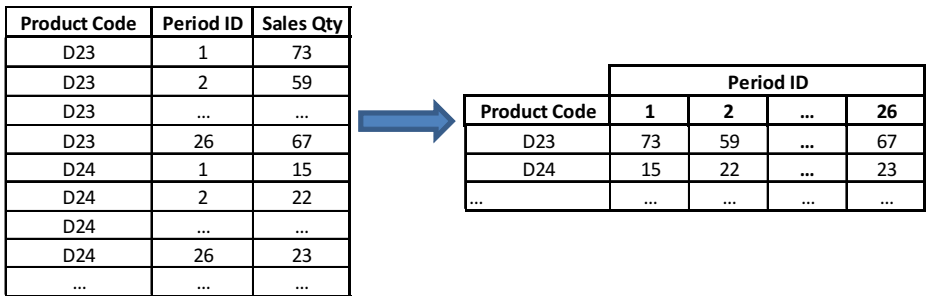 Product Code Period ID Sales Qty
D23 1 73
D23 2 59
D23 ... ...
D23 26 67
D24 1 15
D24 2 22
D24 ... ...
D24 26 23
... ... ...
Period ID
Product Code 1 2 ... 26
D23 73 59 ... 67
D24 15 22 ... 23
... ... ... ... ...